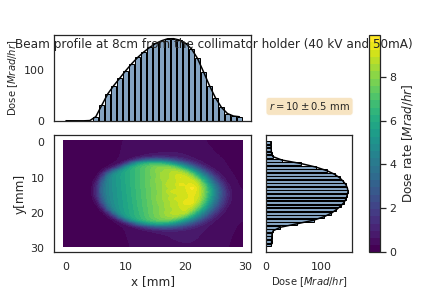 Beam profile at 8cm from the collimator holder (40 kV and 50mA)
Dose [Mrad/hr]
100
0
r = 10 ± 0.5 mm
y[mm]
0
10
20
30
0
10
20
30
x [mm]
0
100
Dose [Mrad/hr]
8
6
4
2
0
Dose rate [Mrad/hr]